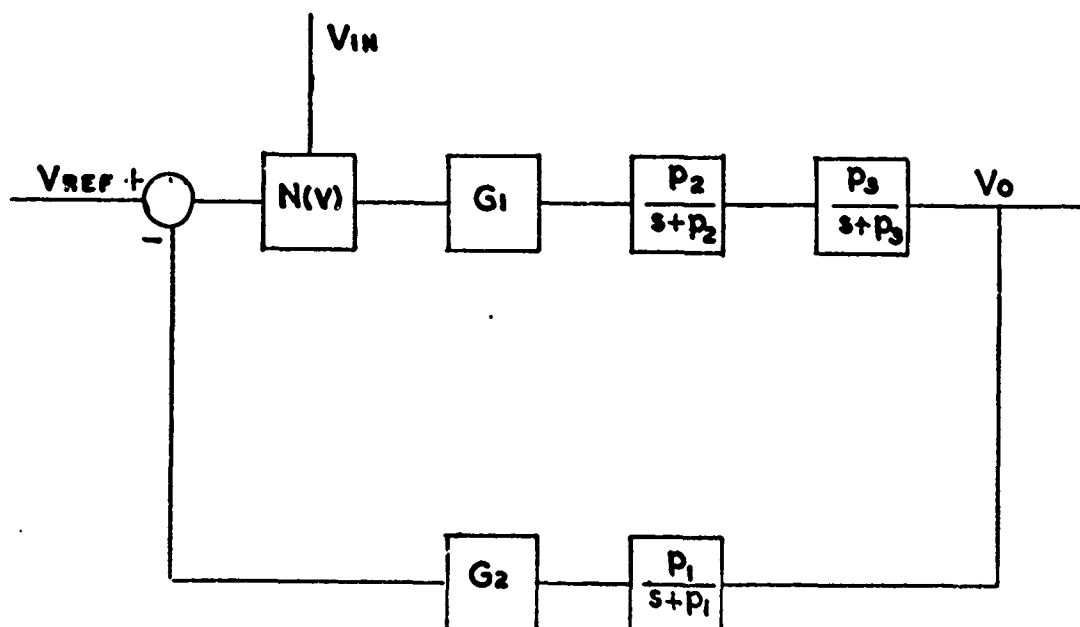 VIN
VREF +
−
N(V)
G1
p2
s+p2
p3
s+p3
Vo
G2
p1
s+p1